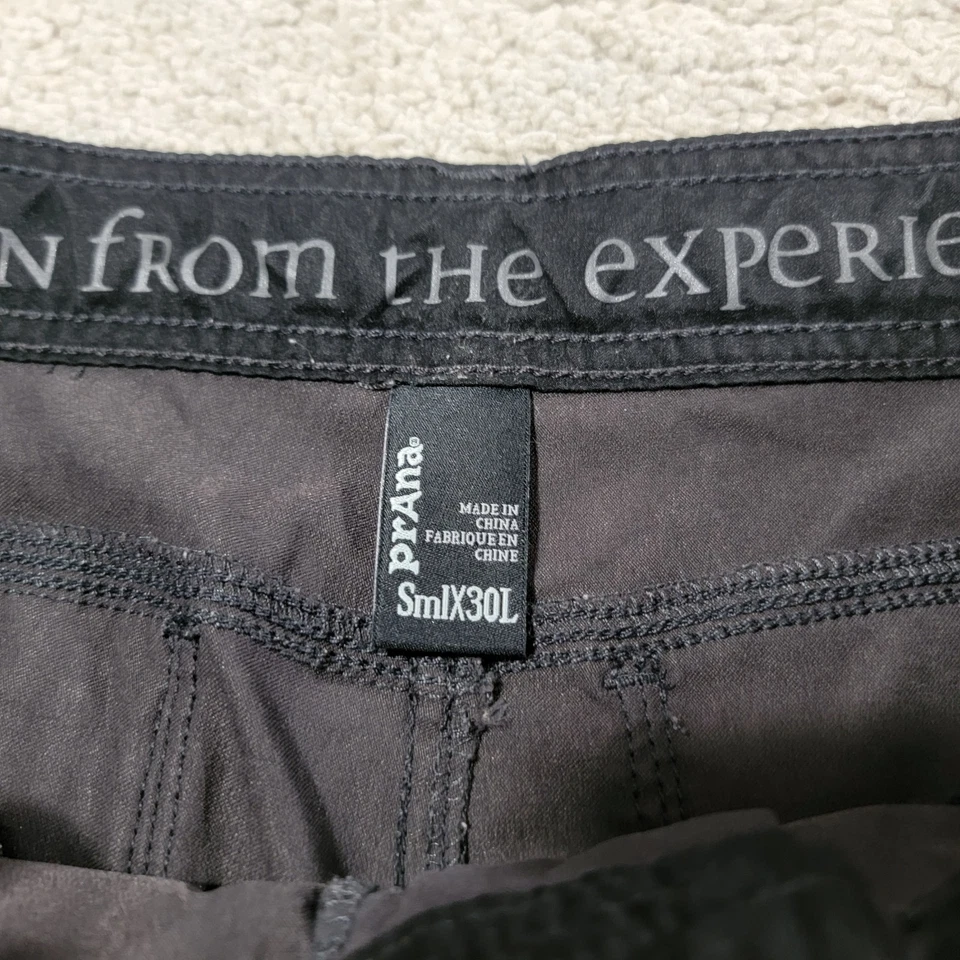 N from the experie
prAna®
MADE IN
CHINA
FABRIQUE EN
CHINE
SmlX30L